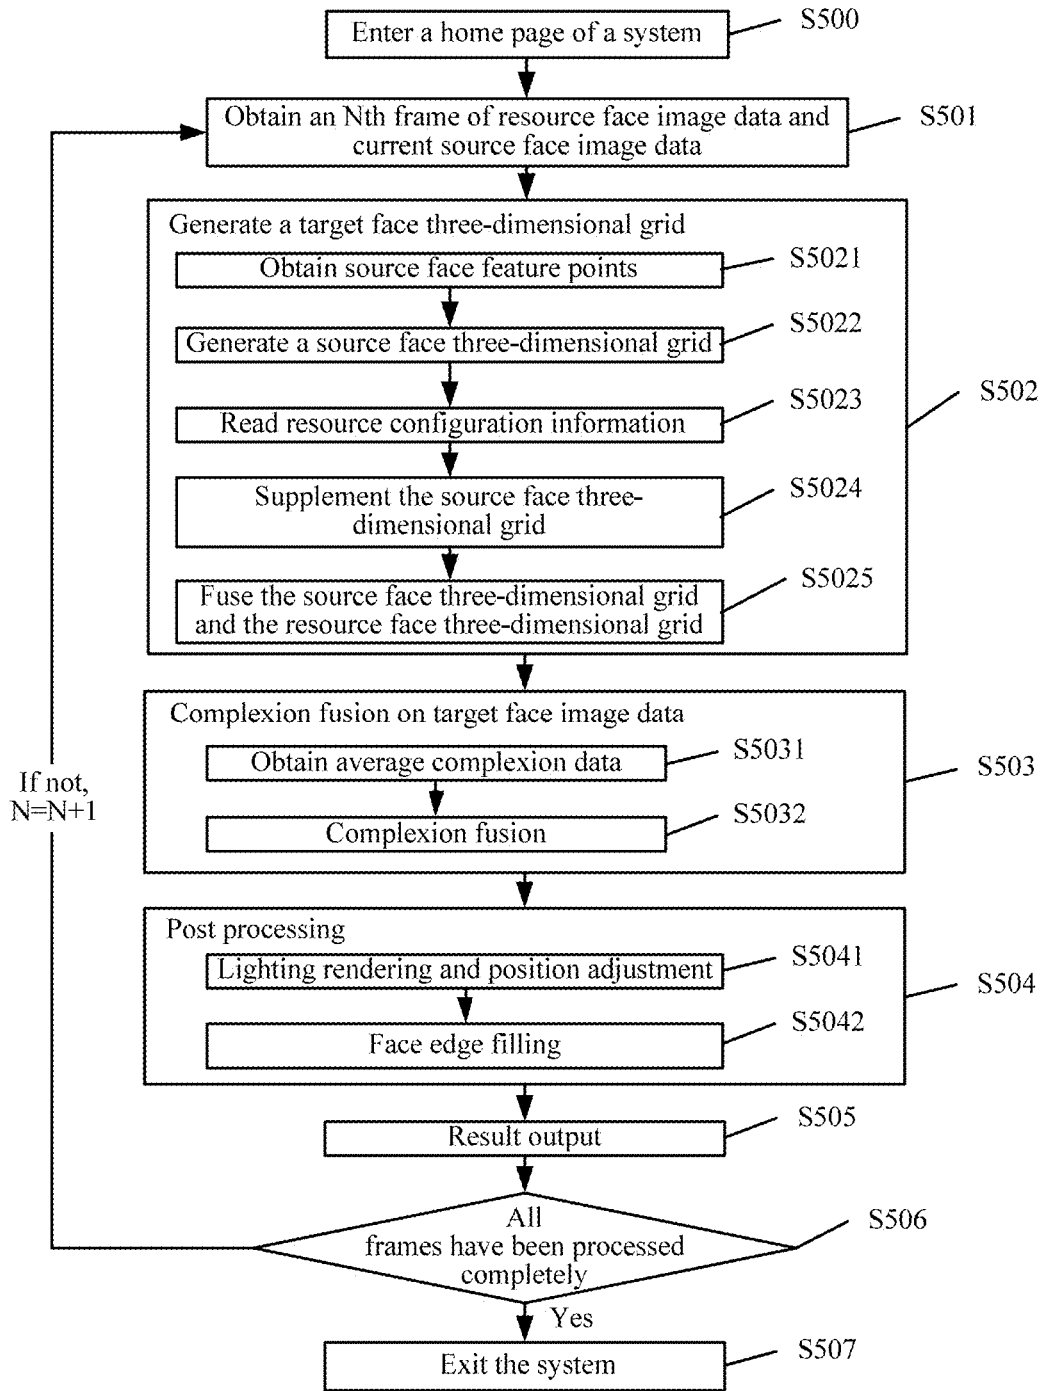 Enter a home page of a system
S500
Obtain an Nth frame of resource face image data and
current source face image data
S501
Generate a target face three-dimensional grid
Obtain source face feature points
S5021
Generate a source face three-dimensional grid
S5022
Read resource configuration information
S5023
S502
Supplement the source face three-
dimensional grid
S5024
Fuse the source face three-dimensional grid
and the resource face three-dimensional grid
S5025
Complexion fusion on target face image data
Obtain average complexion data
S5031
S503
Complexion fusion
S5032
If not,
N=N+1
Post processing
Lighting rendering and position adjustment
S5041
S504
Face edge filling
S5042
Result output
S505
All
frames have been processed
completely
S506
Yes
Exit the system
S507